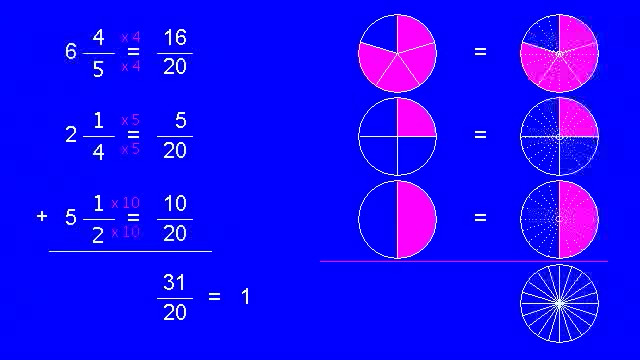 6 4/5 x 4 = x 4 16/20 =
2 1/4 x 5 = x 5 5/20 =
+ 5 1/2 x 10 = x 10 10/20 =
31/20 = 1